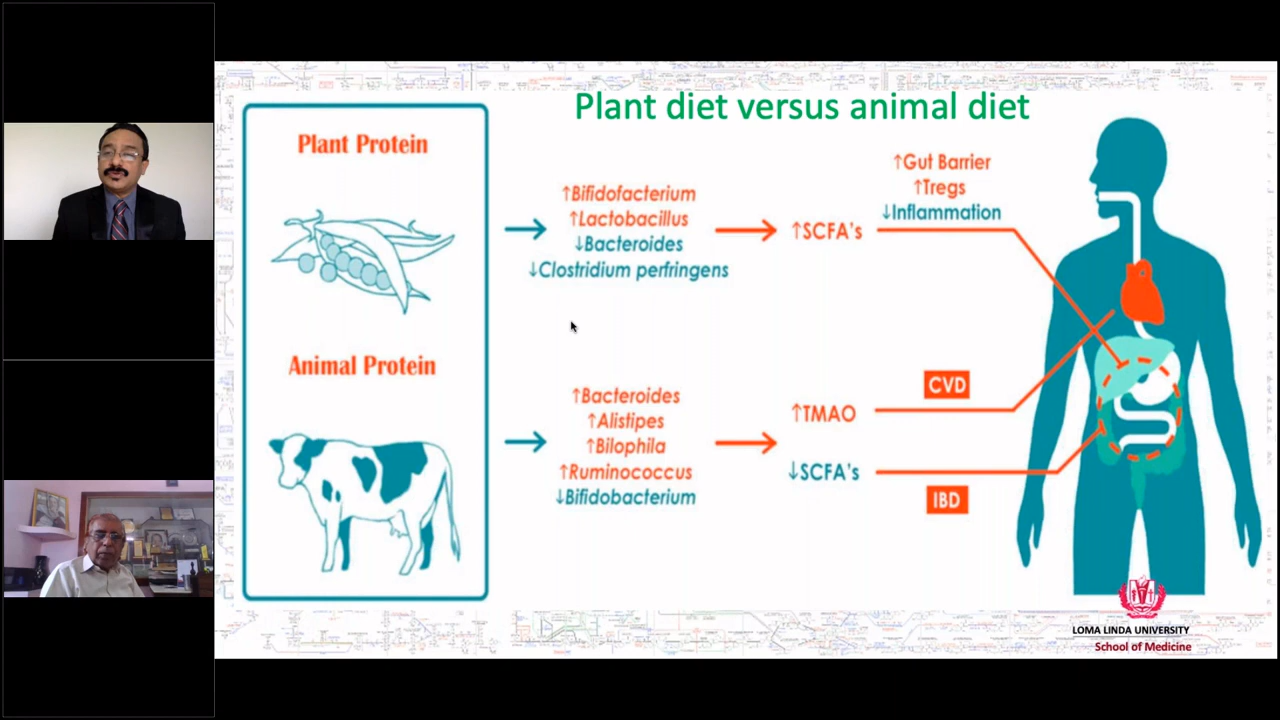 Plant diet versus animal diet
Plant Protein
↑Bifidofacterium
↑Lactobacillus
↓Bacteroides
↓Clostridium perfringens
↑SCFA's
↑Gut Barrier
↑Tregs
↓Inflammation
Animal Protein
↑Bacteroides
↑Alistipes
↑Bilophila
↑Ruminococcus
↓Bifidobacterium
↑TMAO
↓SCFA's
CVD
IBD
LOMA LINDA UNIVERSITY
School of Medicine